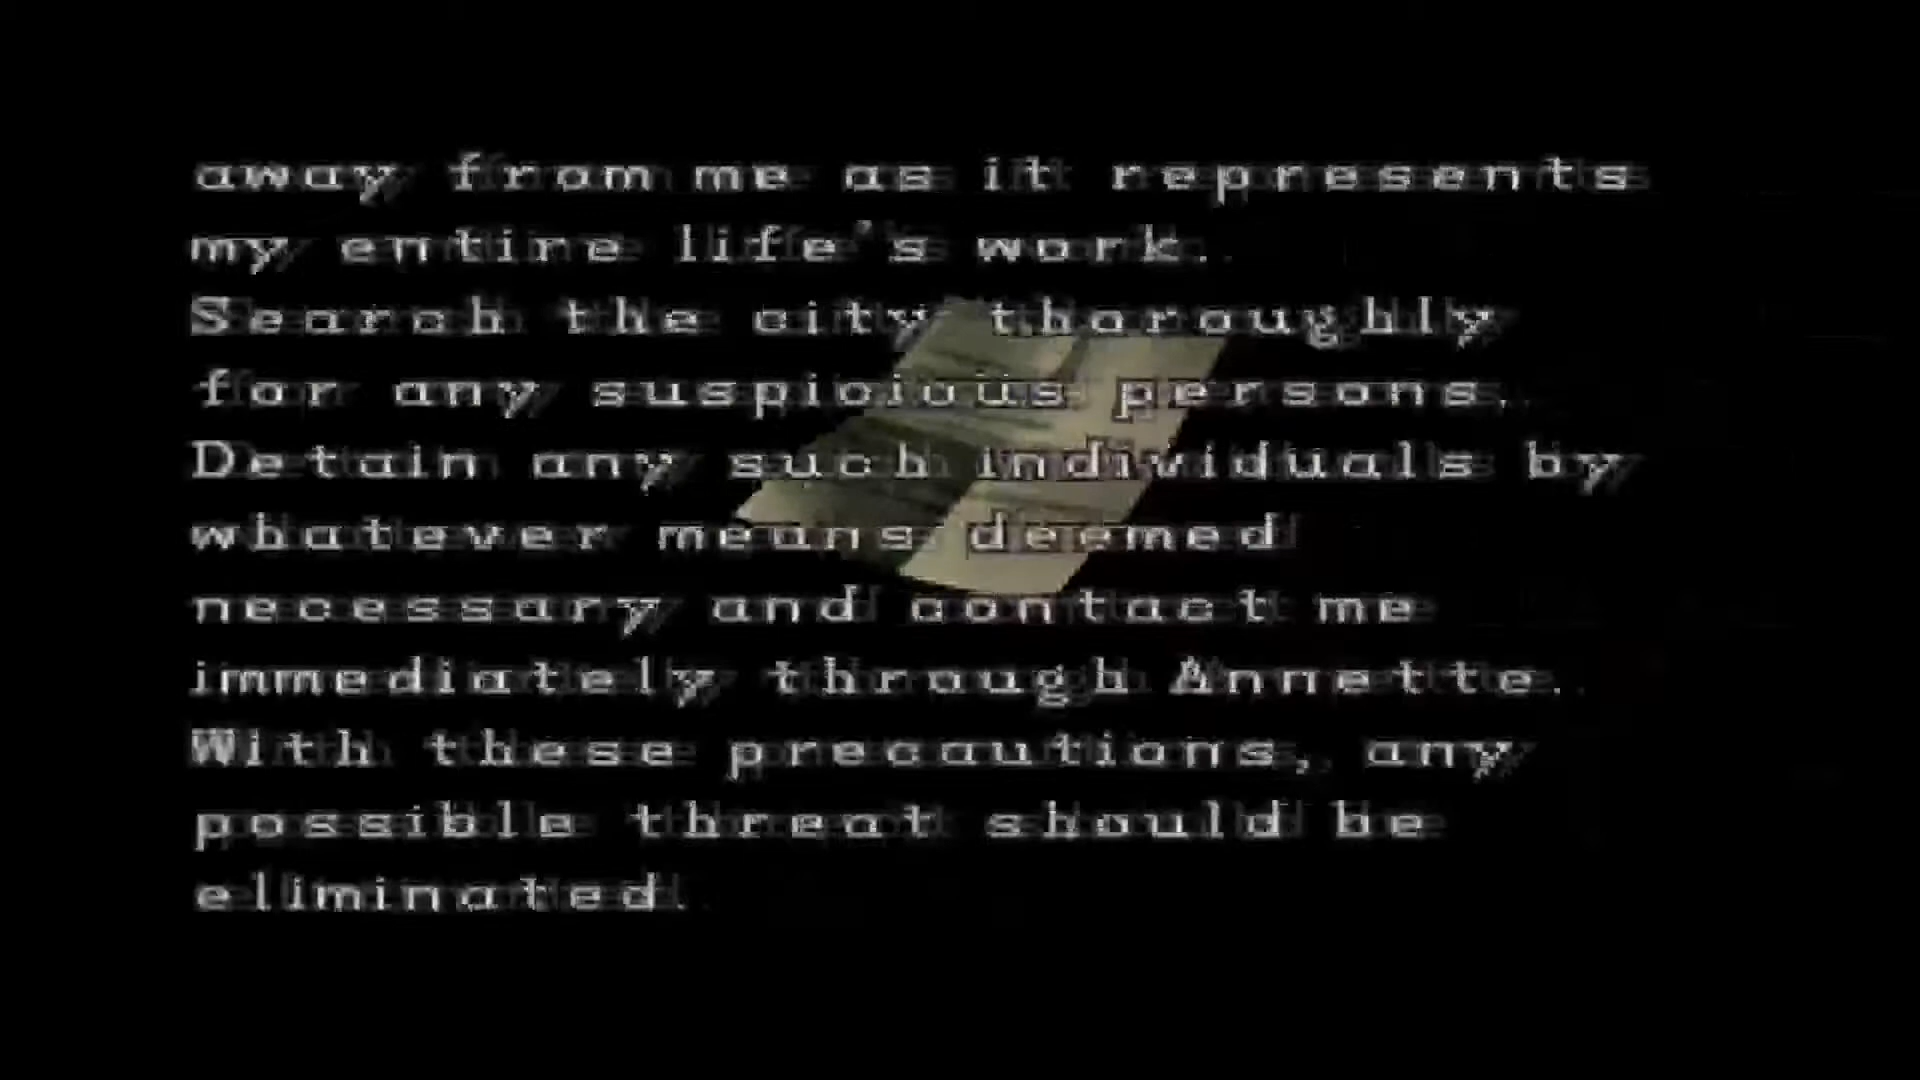 away from me as it represents
my entire life's work.
Search the city thoroughly
for any suspicious persons.
Detain any such individuals by
whatever means deemed
necessary and contact me
immediately through Annette.
With these precautions, any
possible threat should be
eliminated.